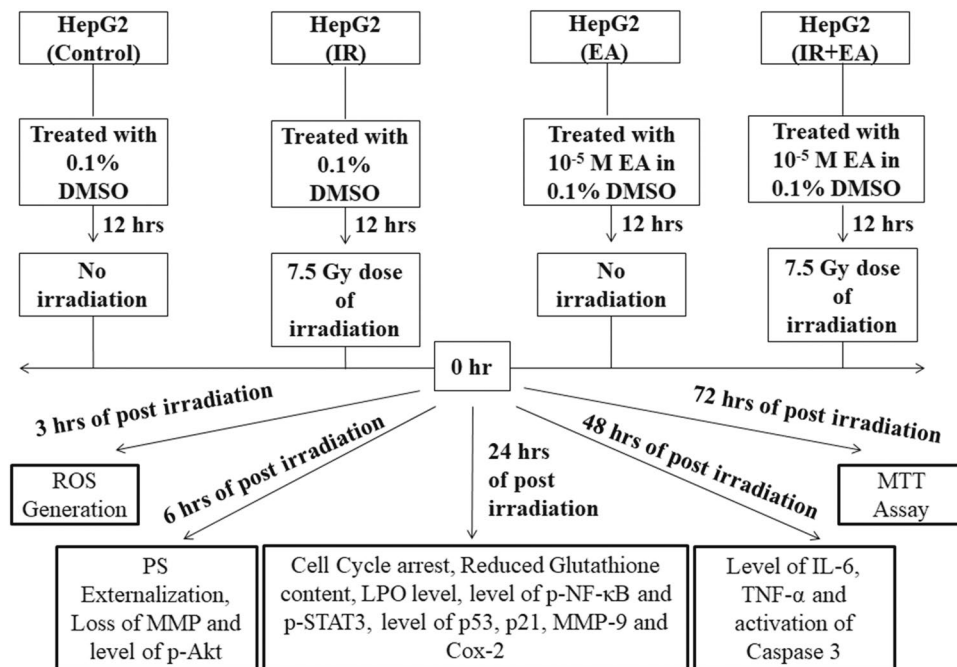 HepG2
(Control)
HepG2
(IR)
HepG2
(EA)
HepG2
(IR+EA)
Treated with
0.1%
DMSO
Treated with
0.1%
DMSO
Treated with
10⁻⁵ M EA in
0.1% DMSO
Treated with
10⁻⁵ M EA in
0.1% DMSO
12 hrs
12 hrs
12 hrs
12 hrs
No
irradiation
7.5 Gy dose
of
irradiation
No
irradiation
7.5 Gy dose
of
irradiation
0 hr
3 hrs of post irradiation
6 hrs of post irradiation
24 hrs
of post
irradiation
48 hrs of post irradiation
72 hrs of post irradiation
ROS
Generation
PS
Externalization,
Loss of MMP and
level of p-Akt
Cell Cycle arrest, Reduced Glutathione
content, LPO level, level of p-NF-κB and
p-STAT3, level of p53, p21, MMP-9 and
Cox-2
Level of IL-6,
TNF-α and
activation of
Caspase 3
MTT
Assay